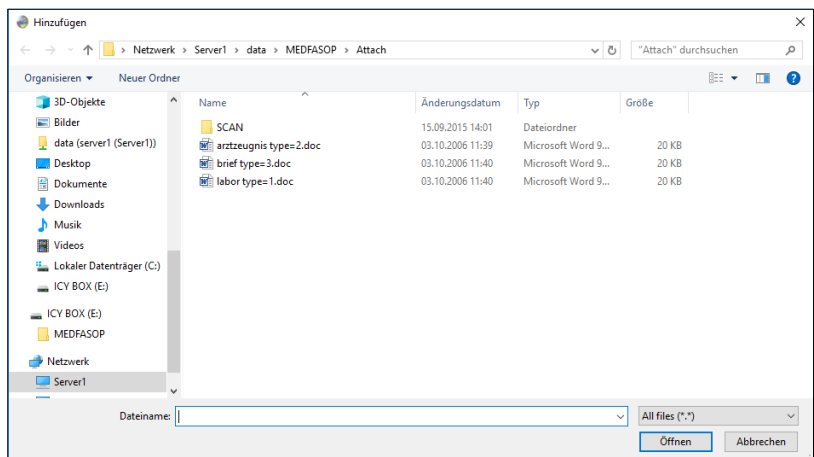 Hinzufügen
Netzwerk > Server1 > data > MEDFASOP > Attach
"Attach" durchsuchen
Organisieren
Neuer Ordner
3D-Objekte
Bilder
data (server1 (Server1))
Desktop
Dokumente
Downloads
Musik
Videos
Lokaler Datenträger (C:)
ICY BOX (E:)
ICY BOX (E:)
MEDFASOP
Netzwerk
Server1
Name Änderungsdatum Typ Größe
SCAN 15.09.2015 14:01 Dateiordner
arztzeugnis type=2.doc 03.10.2006 11:39 Microsoft Word 9... 20 KB
brief type=3.doc 03.10.2006 11:40 Microsoft Word 9... 20 KB
labor type=1.doc 03.10.2006 11:40 Microsoft Word 9... 20 KB
Dateiname:
All files (*.*)
Öffnen
Abbrechen